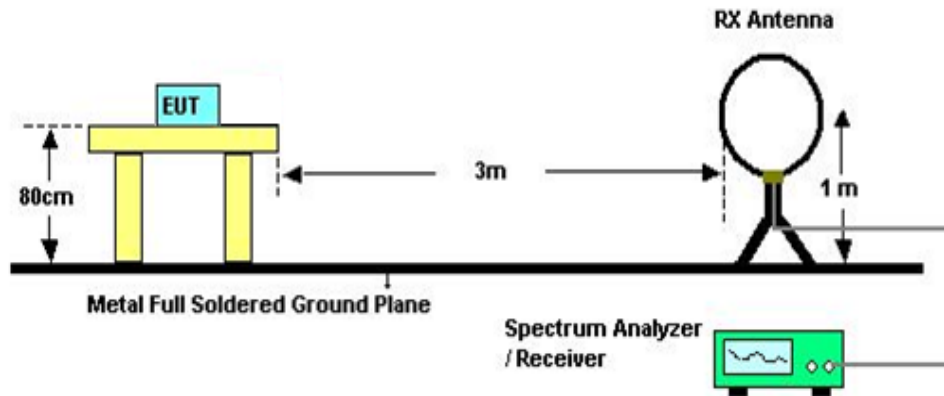 RX Antenna
EUT
80cm
3m
1 m
Metal Full Soldered Ground Plane
Spectrum Analyzer
/ Receiver